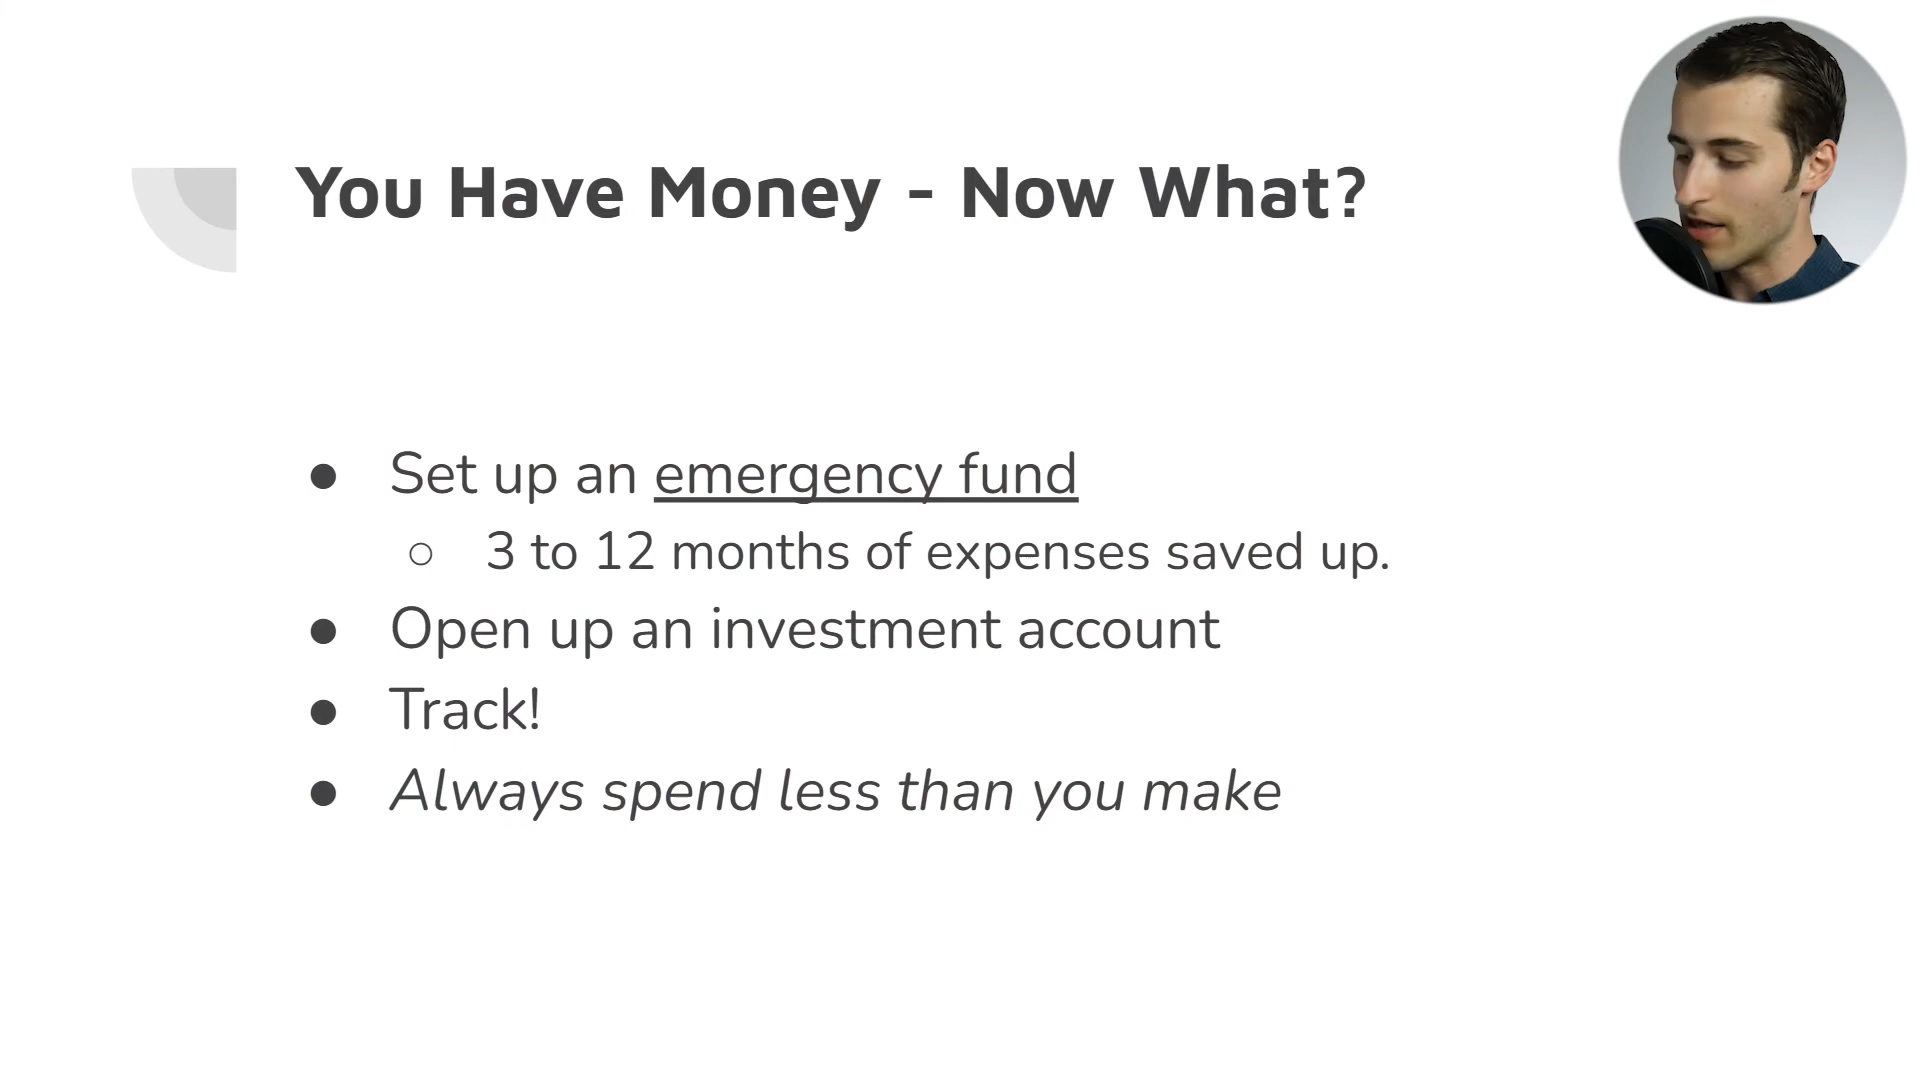 You Have Money - Now What?
● Set up an emergency fund
○ 3 to 12 months of expenses saved up.
● Open up an investment account
● Track!
● Always spend less than you make